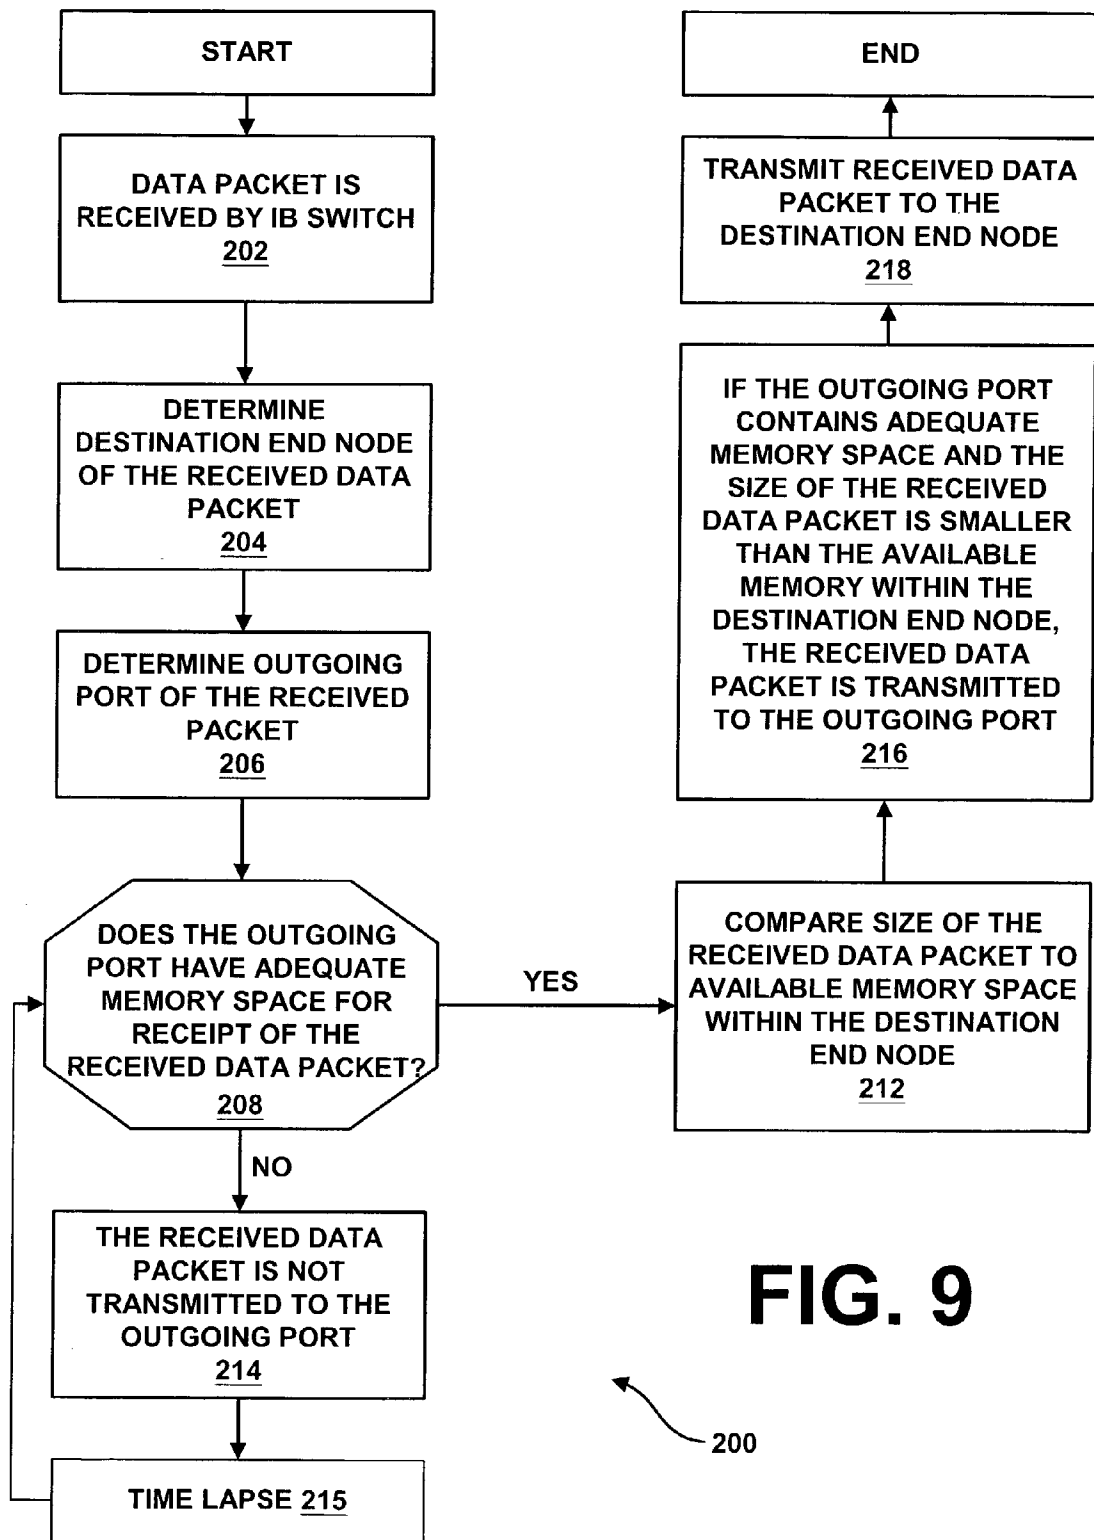 START
DATA PACKET IS
RECEIVED BY IB SWITCH
202
DETERMINE
DESTINATION END NODE
OF THE RECEIVED DATA
PACKET
204
DETERMINE OUTGOING
PORT OF THE RECEIVED
PACKET
206
DOES THE OUTGOING
PORT HAVE ADEQUATE
MEMORY SPACE FOR
RECEIPT OF THE
RECEIVED DATA PACKET?
208
NO
THE RECEIVED DATA
PACKET IS NOT
TRANSMITTED TO THE
OUTGOING PORT
214
TIME LAPSE 215
YES
COMPARE SIZE OF THE
RECEIVED DATA PACKET TO
AVAILABLE MEMORY SPACE
WITHIN THE DESTINATION
END NODE
212
IF THE OUTGOING PORT
CONTAINS ADEQUATE
MEMORY SPACE AND THE
SIZE OF THE RECEIVED
DATA PACKET IS SMALLER
THAN THE AVAILABLE
MEMORY WITHIN THE
DESTINATION END NODE,
THE RECEIVED DATA
PACKET IS TRANSMITTED
TO THE OUTGOING PORT
216
TRANSMIT RECEIVED DATA
PACKET TO THE
DESTINATION END NODE
218
END
FIG. 9
200